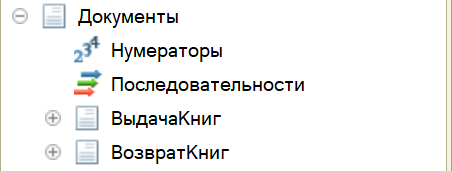 Документы
Нумераторы
Последовательности
ВыдачаКниг
ВозвратКниг